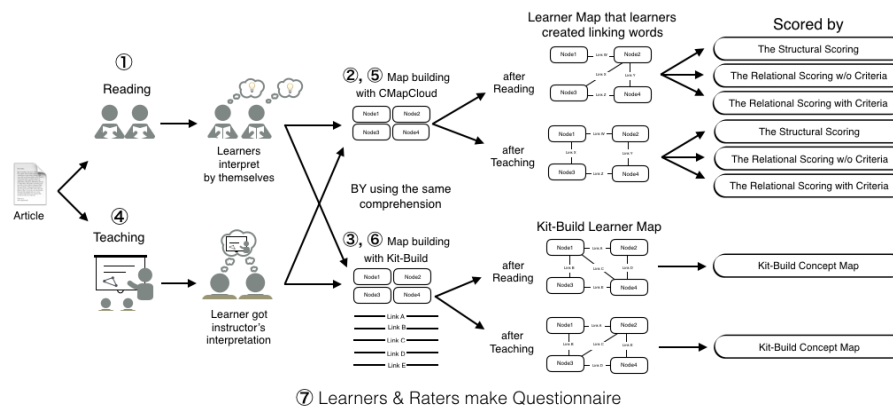 Learner Map that learners
created linking words
Scored by
①
Reading
Learners
interpret
by themselves
②, ⑤ Map building
with CMapCloud
Node1
Node2
Node3
Node4
after
Reading
Node1
Link W
Node2
Link X
Link Y
Node3
Link Z
Node4
The Structural Scoring
The Relational Scoring w/o Criteria
The Relational Scoring with Criteria
after
Teaching
Node1
Link W
Node2
Link X
Link Y
Node3
Link Z
Node4
The Structural Scoring
The Relational Scoring w/o Criteria
The Relational Scoring with Criteria
Article
④
Teaching
Learner got
instructor's
interpretation
BY using the same
comprehension
③, ⑥ Map building
with Kit-Build
Node1
Node2
Node3
Node4
Link A
Link B
Link C
Link D
Link E
Kit-Build Learner Map
after
Reading
Node1
Node2
Node3
Node4
Kit-Build Concept Map
after
Teaching
Node1
Node2
Node3
Node4
Kit-Build Concept Map
⑦ Learners & Raters make Questionnaire